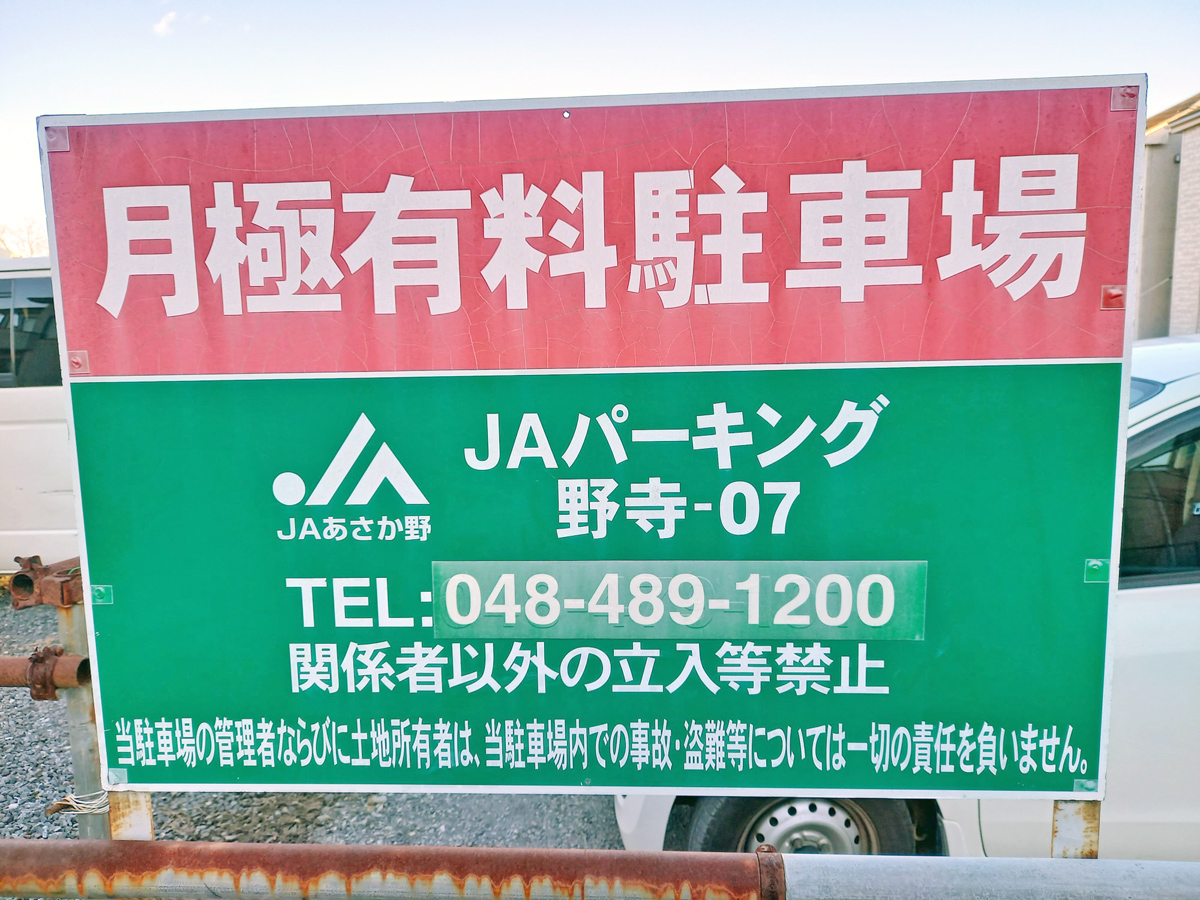 月極有料駐車場
JAパーキング
野寺-07
JAあさか野
TEL:048-489-1200
関係者以外の立入等禁止
当駐車場の管理者ならびに土地所有者は、当駐車場内での事故・盗難等については一切の責任を負いません。